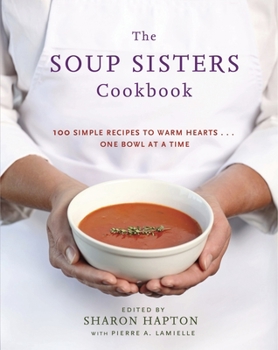 The
SOUP SISTERS
Cookbook
100 SIMPLE RECIPES TO WARM HEARTS . . .
ONE BOWL AT A TIME
EDITED BY
SHARON HAPTON
WITH PIERRE A. LAMIELLE